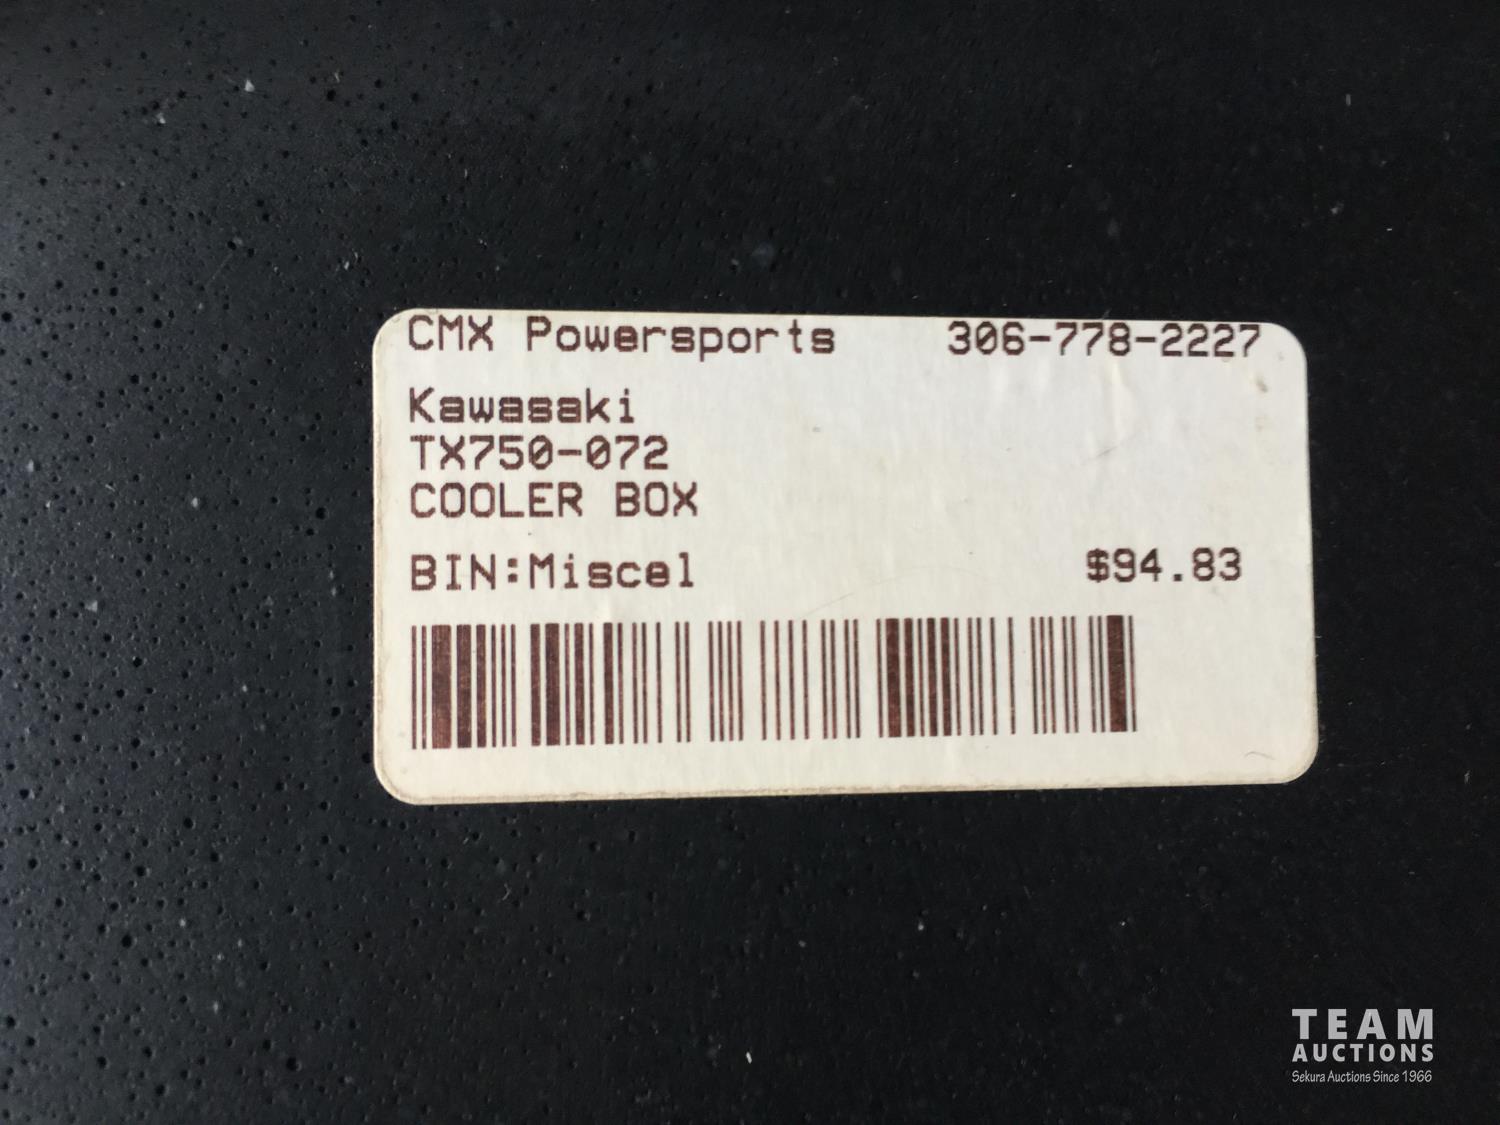 CMX Powersports 306-778-2227
Kawasaki
TX750-072
COOLER BOX
BIN:Miscel $94.83
TEAM
AUCTIONS
Sekura Auctions Since 1966